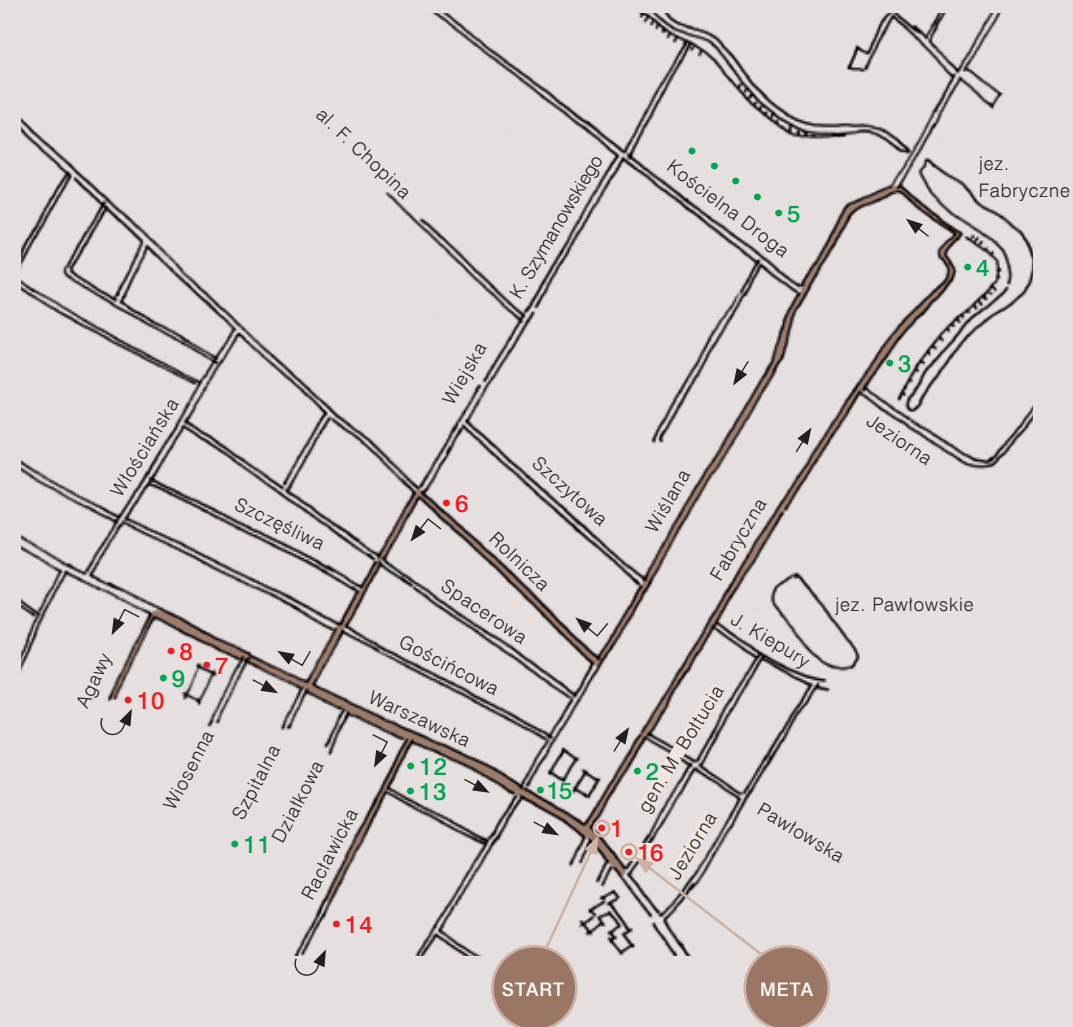 jez.
Fabryczne
al. F. Chopina
K. Szymanowskiego
Kościelna Droga
5
4
3
Wiejska
Jeziorna
Włościańska
6
Szczytowa
Wiślana
Szczęśliwa
Rolnicza
Fabryczna
Spacerowa
jez. Pawłowskie
J. Kiepury
Gościńcowa
8
7
9
10
Agawy
Warszawska
gen. M. Bołtucia
Wiosenna
Szpitalna
Działkowa
12
13
15
2
11
1
16
Pawłowska
Jeziorna
Racławicka
14
START
META